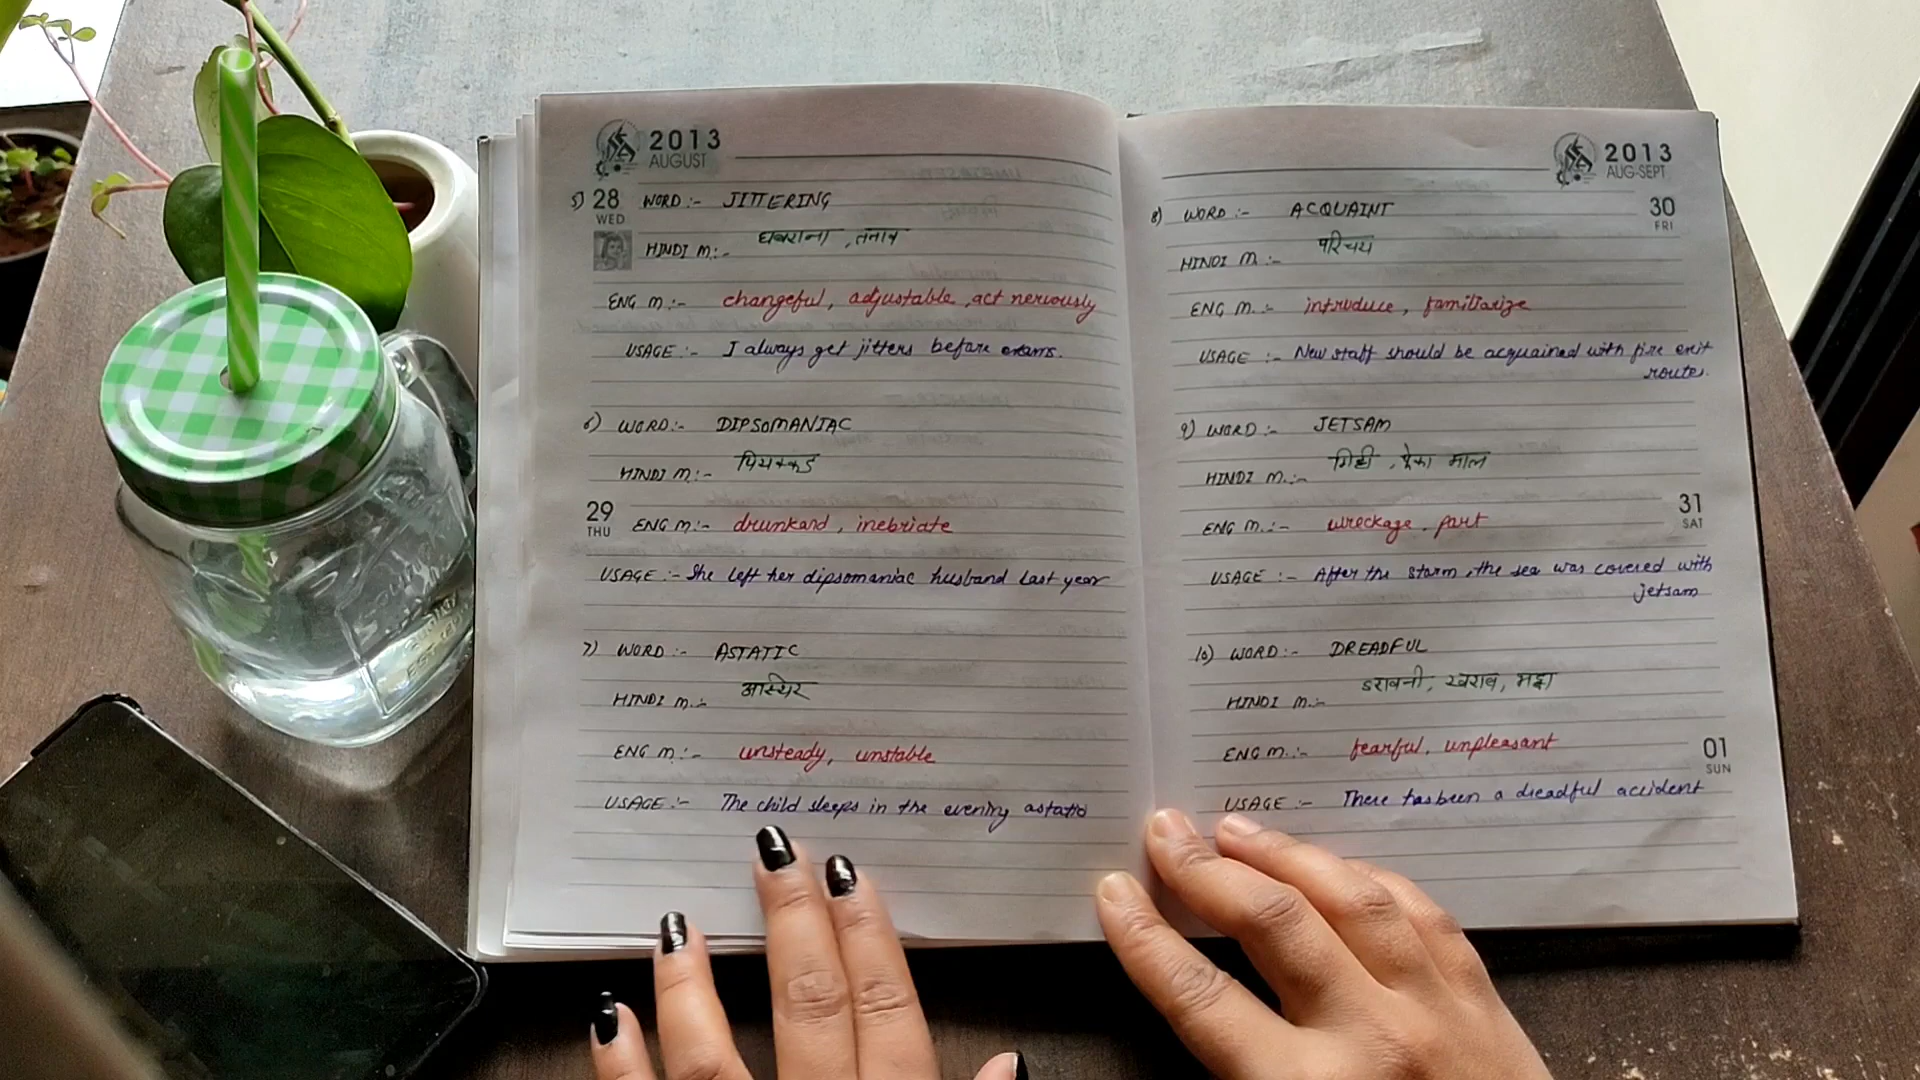 2013
AUGUST
5) 28 WED WORD :- JITTERING
HINDI M:- घबराना , तनाव
ENG M :- changeful, adjustable, act nervously
USAGE :- I always get jitters before exams.
6) WORD:- DIPSOMANIAC
HINDI M:- पियक्कड़
29 THU ENG M:- drunkard, inebriate
USAGE :- She left her dipsomaniac husband last year
7) WORD:- ASTATIC
HINDI M:- अस्थिर
ENG M:- unsteady, unstable
USAGE:- The child sleeps in the evening astatic
2013
AUG-SEPT
8) WORD:- ACQUAINT 30 FRI
HINDI M:- परिचय
ENG M:- introduce, familiarize
USAGE :- New staff should be acquained with fire exit
route.
9) WORD:- JETSAM
HINDI M.:- फेंका माल
ENG M.:- wreckage, part 31 SAT
USAGE :- After the storm, the sea was covered with
jetsam
10) WORD:- DREADFUL
HINDI M:- डरावनी, खराब, भद्दा
ENG M.:- fearful, unpleasant 01 SUN
USAGE:- There has been a dreadful accident